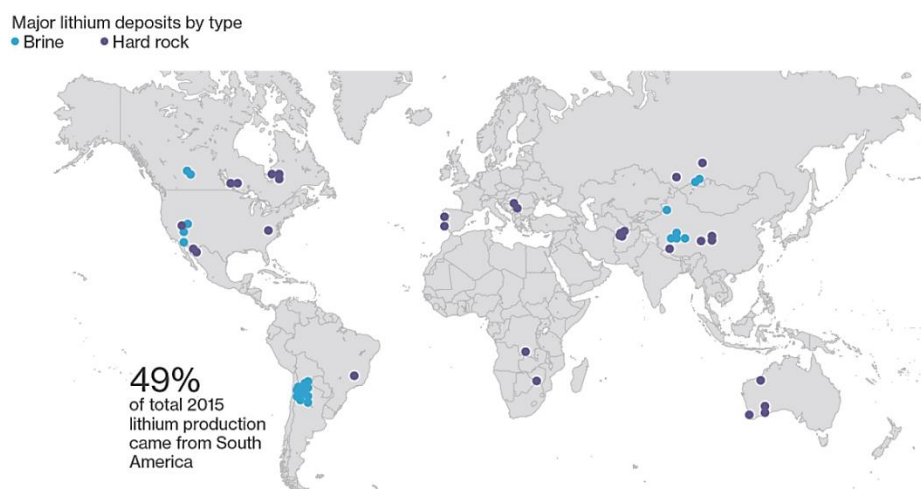 Major lithium deposits by type
Brine Hard rock
49%
of total 2015
lithium production
came from South
America